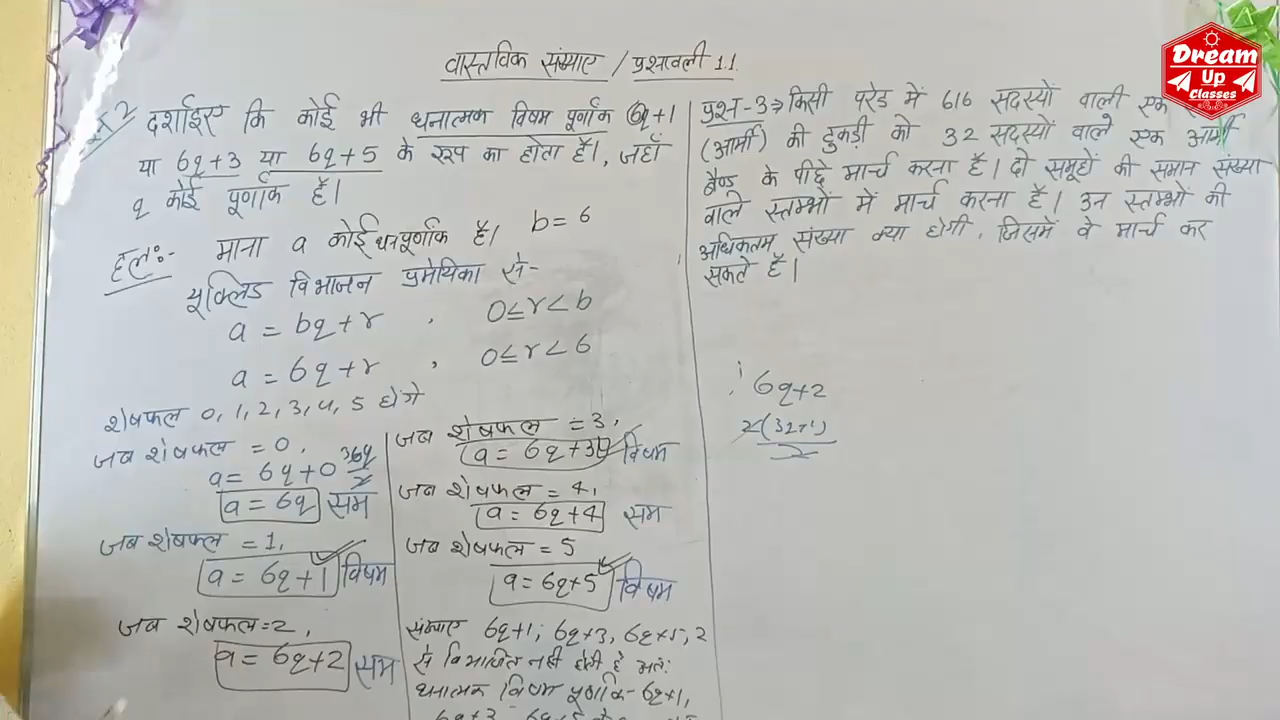 वास्तविक संख्याए / प्रश्नावली 1.1
दर्शाईए कि कोई भी धनात्मक विषम पूर्णांक 6q+1
या 6q+3 या 6q+5 के रूप का होता है।, जहाँ
q कोई पूर्णांक है।
हल:- माना a कोई धनपूर्णांक है। b=6
यूक्लिड विभाजन प्रमेयिका से-
a = bq+r , 0≤r<b
a = 6q+r , 0≤r<6
शेषफल 0,1,2,3,4,5 होंगे
जब शेषफल =0,
a= 6q+0
a= 6q सम
जब शेषफल =1,
a= 6q+1 विषम
जब शेषफल=2,
a= 6q+2 सम
जब शेषफल =3,
a= 6q+3 विषम
जब शेषफल =4,
a= 6q+4 सम
जब शेषफल =5
a= 6q+5 विषम
संख्याए 6q+1, 6q+3, 6q+5, 2
से विभाजित नही होती है अत:
धनात्मक विषम पूर्णांक- 6q+1,
प्रश्न-3⇒ किसी परेड में 616 सदस्यों वाली एक
(आर्मी) की टुकड़ी को 32 सदस्यों वाले एक आर्मी
बैण्ड के पीछे मार्च करना है। दो समूहों की समान संख्या
वाले स्तम्भों में मार्च करना है। उन स्तम्भों की
अधिकतम संख्या क्या होगी, जिसमें वे मार्च कर
सकते है।
6q+2
2(3q+1)
2
Dream
Up
Classes